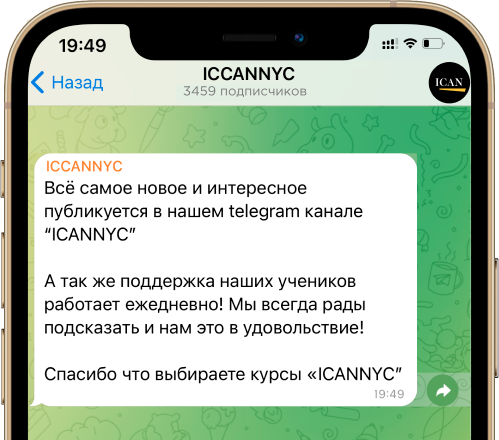 19:49
Назад
ICCANNYC
3459 подписчиков
ICAN
ICCANNYC
Всё самое новое и интересное
публикуется в нашем telegram канале
“ICANNYC”
А так же поддержка наших учеников
работает ежедневно! Мы всегда рады
подсказать и нам это в удовольствие!
Спасибо что выбираете курсы «ICANNYC”
19:49